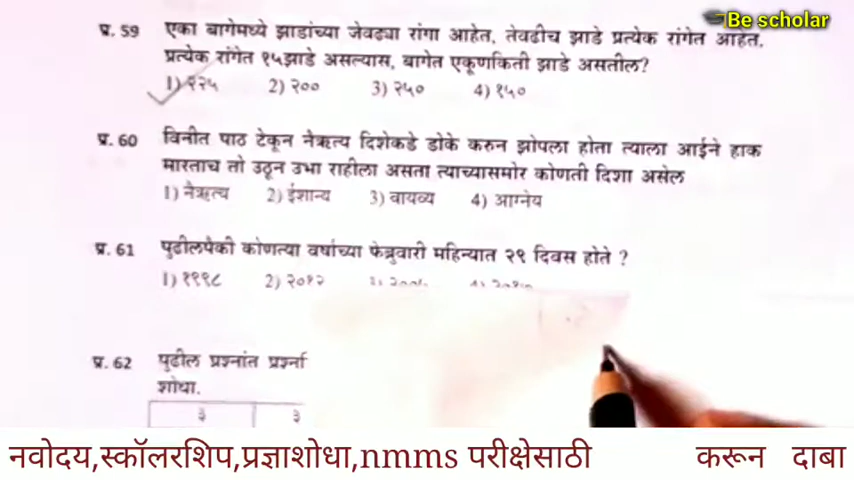 Be scholar
प्र. 59 एका बागेमध्ये झाडांच्या जेवढ्या रांगा आहेत, तेवढीच झाडे प्रत्येक रांगेत आहेत.
प्रत्येक रांगेत १५झाडे असल्यास, बागेत एकूणकिती झाडे असतील?
1) २२५ 2) २०० 3) २५० 4) १५०
प्र. 60 विनीत पाठ टेकून नैऋत्य दिशेकडे डोके करुन झोपला होता त्याला आईने हाक
मारताच तो उठून उभा राहीला असता त्याच्यासमोर कोणती दिशा असेल
1) नैऋत्य 2) ईशान्य 3) वायव्य 4) आग्नेय
प्र. 61 पुढीलपैकी कोणत्या वर्षाच्या फेब्रुवारी महिन्यात २९ दिवस होते ?
1) १९९८ 2) २०१२
प्र. 62 पुढील प्रश्नांत प्रश्ना
शोधा.
३ ३
नवोदय,स्कॉलरशिप,प्रज्ञाशोधा,nmms परीक्षेसाठी करून दाबा